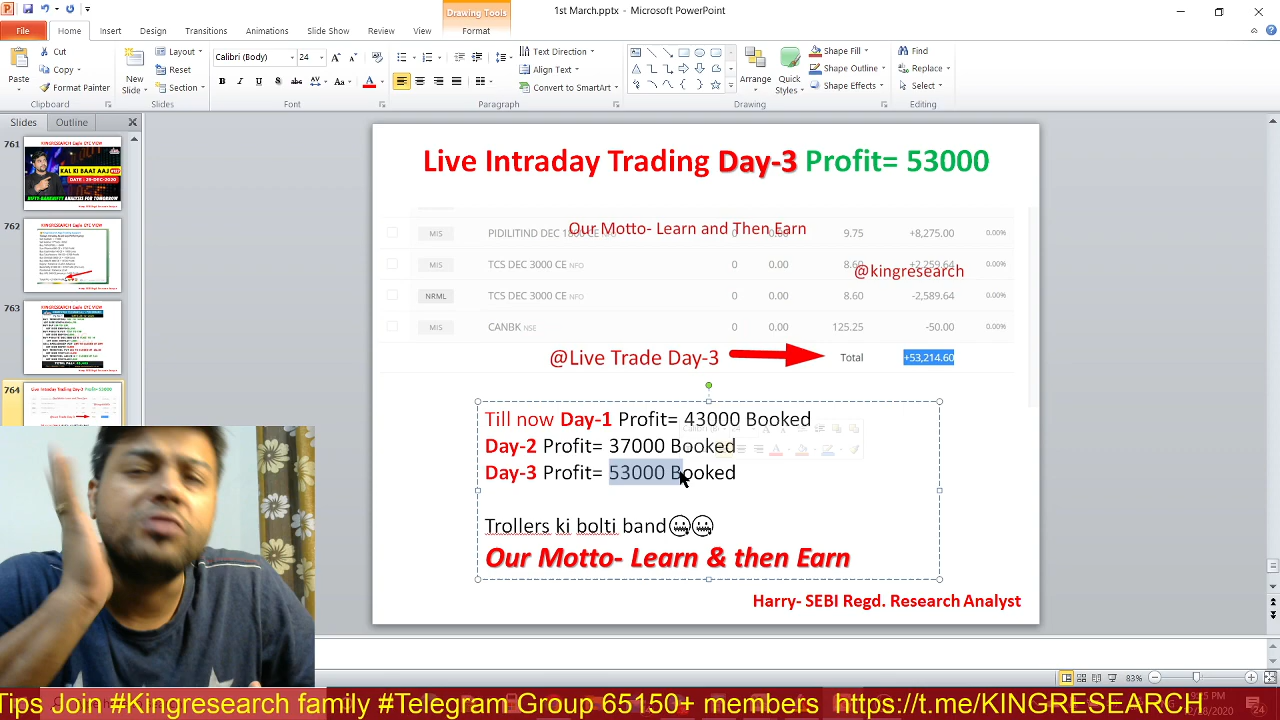 1st March.pptx - Microsoft PowerPoint
Drawing Tools
File Home Insert Design Transitions Animations Slide Show Review View Format
Paste
Cut
Copy
Format Painter
Clipboard
New Slide
Layout
Reset
Section
Slides
Calibri (Body) 24
Font
Text Direction
Align Text
Convert to SmartArt
Paragraph
Arrange
Quick Styles
Shape Fill
Shape Outline
Shape Effects
Drawing
Find
Replace
Select
Editing
Slides Outline
761
KAL KI BAAT AAJ
762
763
764
Live Intraday Trading Day-3 Profit= 53000
Our Motto- Learn and Then Earn
MIS 9.75 +8,275.00 0.00%
@kingresearch
MIS DEC 3000 CE NFO 0 0.00 0.00%
NRML TCS DEC 3000 CE NFO 0 0.00 8.60 -2,589.64 0.00%
MIS NSE 0 0.00 125.25 -50.00 0.00%
@Live Trade Day-3 Total +53,214.60
Till now Day-1 Profit= 43000 Booked
Day-2 Profit= 37000 Booked
Day-3 Profit= 53000 Booked
Trollers ki bolti band🤐🤐
Our Motto- Learn & then Earn
Harry- SEBI Regd. Research Analyst
83%
Tips Join #Kingresearch family #Telegram Group 65150+ members https://t.me/KINGRESEARCH